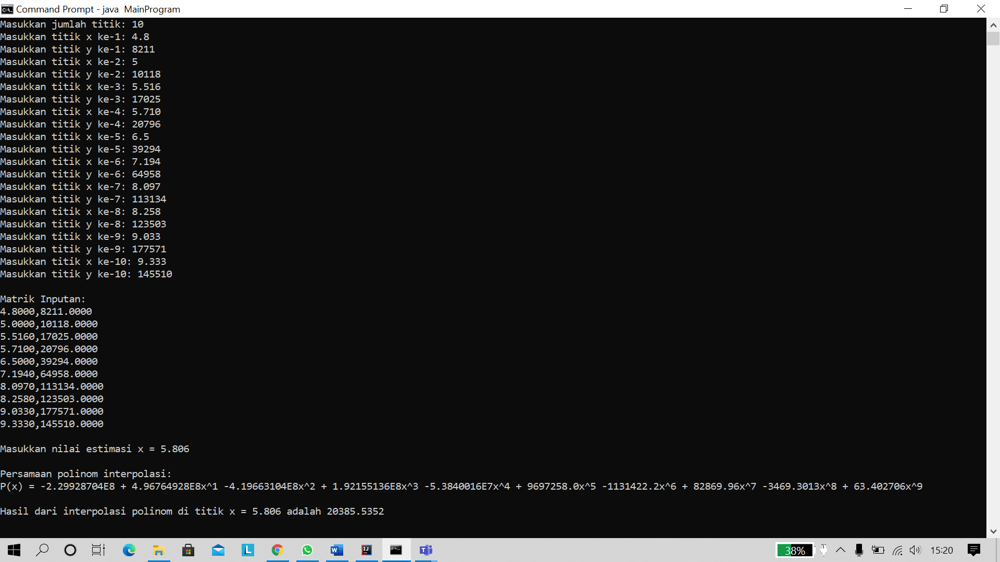 Command Prompt - java  MainProgram
Masukkan jumlah titik: 10
Masukkan titik x ke-1: 4.8
Masukkan titik y ke-1: 8211
Masukkan titik x ke-2: 5
Masukkan titik y ke-2: 10118
Masukkan titik x ke-3: 5.516
Masukkan titik y ke-3: 17025
Masukkan titik x ke-4: 5.710
Masukkan titik y ke-4: 20796
Masukkan titik x ke-5: 6.5
Masukkan titik y ke-5: 39294
Masukkan titik x ke-6: 7.194
Masukkan titik y ke-6: 64958
Masukkan titik x ke-7: 8.097
Masukkan titik y ke-7: 113134
Masukkan titik x ke-8: 8.258
Masukkan titik y ke-8: 123503
Masukkan titik x ke-9: 9.033
Masukkan titik y ke-9: 177571
Masukkan titik x ke-10: 9.333
Masukkan titik y ke-10: 145510
Matrik Inputan:
4.8000,8211.0000
5.0000,10118.0000
5.5160,17025.0000
5.7100,20796.0000
6.5000,39294.0000
7.1940,64958.0000
8.0970,113134.0000
8.2580,123503.0000
9.0330,177571.0000
9.3330,145510.0000
Masukkan nilai estimasi x = 5.806
Persamaan polinom interpolasi:
P(x) = -2.29928704E8 + 4.96764928E8x^1 -4.19663104E8x^2 + 1.92155136E8x^3 -5.3840016E7x^4 + 9697258.0x^5 -1131422.2x^6 + 82869.96x^7 -3469.3013x^8 + 63.402706x^9
Hasil dari interpolasi polinom di titik x = 5.806 adalah 20385.5352
38%
15:20